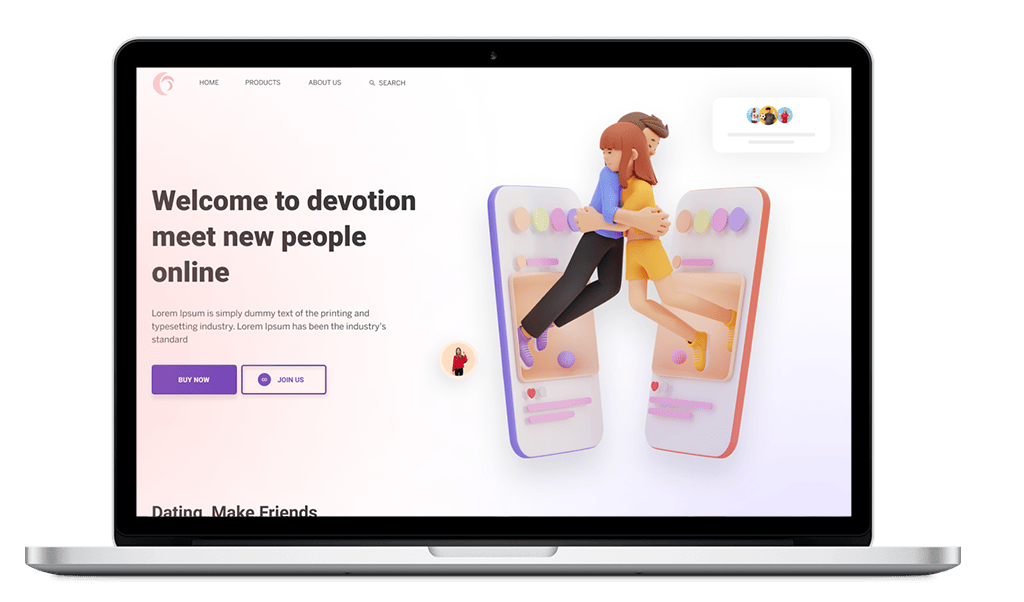 HOME PRODUCTS ABOUT US SEARCH
Welcome to devotion
meet new people
online
Lorem Ipsum is simply dummy text of the printing and
typesetting industry. Lorem Ipsum has been the industry's
standard
BUY NOW JOIN US
Dating, Make Friends